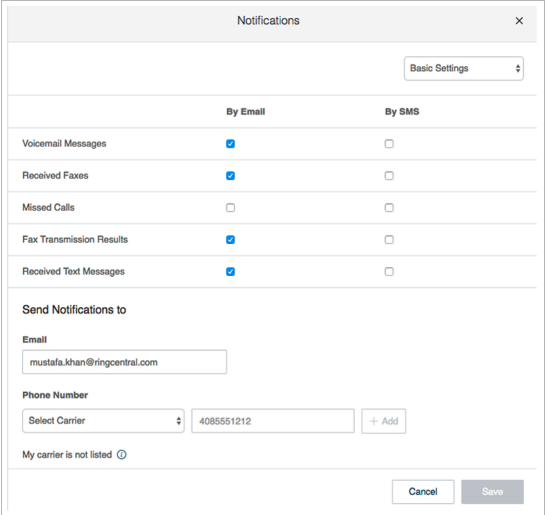 Notifications
Basic Settings
By Email By SMS
Voicemail Messages
Received Faxes
Missed Calls
Fax Transmission Results
Received Text Messages
Send Notifications to
Email
mustafa.khan@ringcentral.com
Phone Number
Select Carrier 4085551212 + Add
My carrier is not listed
Cancel Save